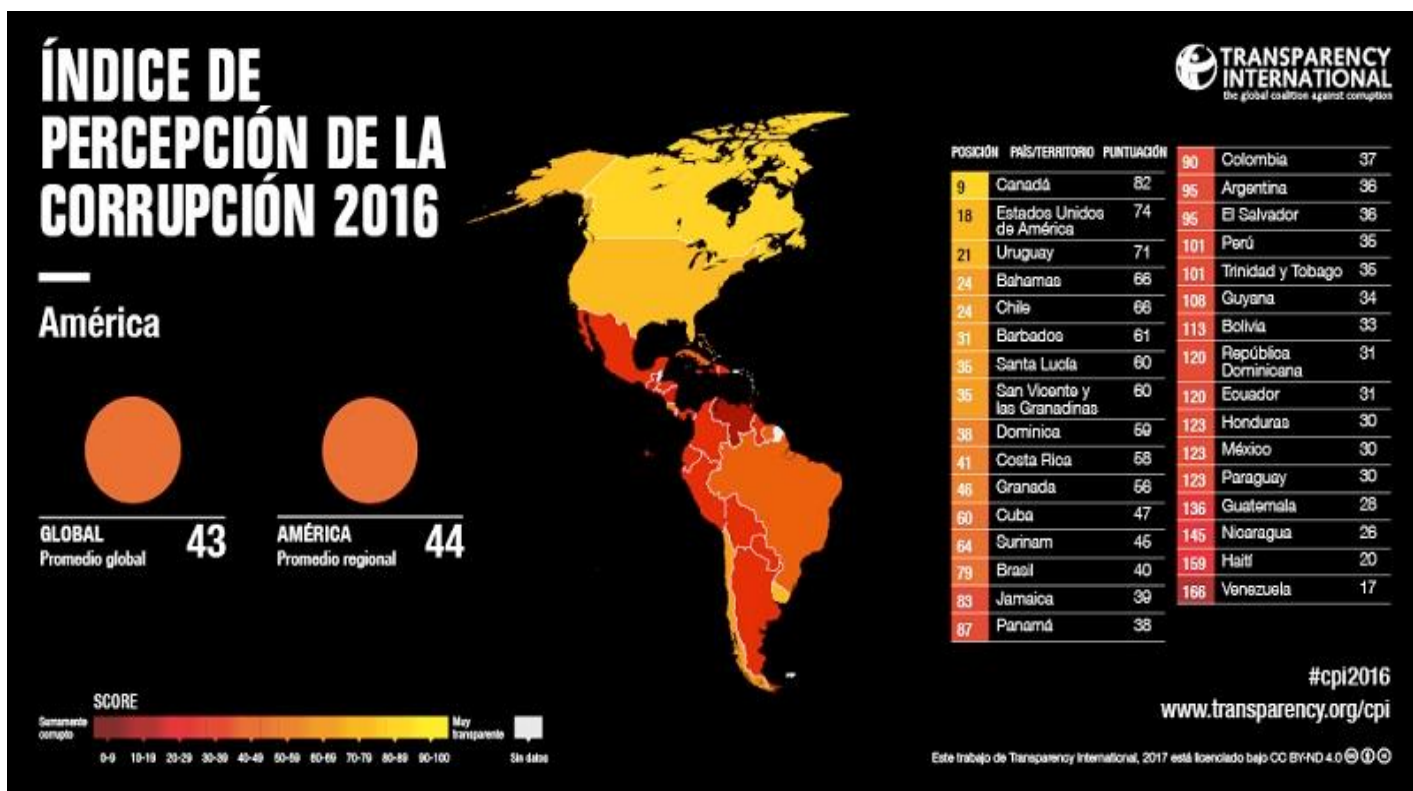 ÍNDICE DE
PERCEPCIÓN DE LA
CORRUPCIÓN 2016
América
GLOBAL
Promedio global
43
AMÉRICA
Promedio regional
44
SCORE
Sumamente
corrupto
Muy
transparente
0-9 10-19 20-29 30-39 40-49 50-59 60-69 70-79 80-89 90-100
Sin datos
TRANSPARENCY
INTERNATIONAL
the global coalition against corruption
POSICIÓN PAÍS/TERRITORIO PUNTUACIÓN
9 Canadá 82
18 Estados Unidos
de América 74
21 Uruguay 71
24 Bahamas 66
24 Chile 66
31 Barbados 61
35 Santa Lucía 60
35 San Vicente y
las Granadinas 60
38 Dominica 59
41 Costa Rica 58
46 Granada 56
60 Cuba 47
64 Surinam 45
79 Brasil 40
83 Jamaica 39
87 Panamá 38
90 Colombia 37
95 Argentina 36
95 El Salvador 36
101 Perú 35
101 Trinidad y Tobago 35
108 Guyana 34
113 Bolivia 33
120 República
Dominicana 31
120 Ecuador 31
123 Honduras 30
123 México 30
123 Paraguay 30
136 Guatemala 28
145 Nicaragua 26
159 Haití 20
166 Venezuela 17
#cpi2016
www.transparency.org/cpi
Este trabajo de Transparency International, 2017 está licenciado bajo CC BY-ND 4.0